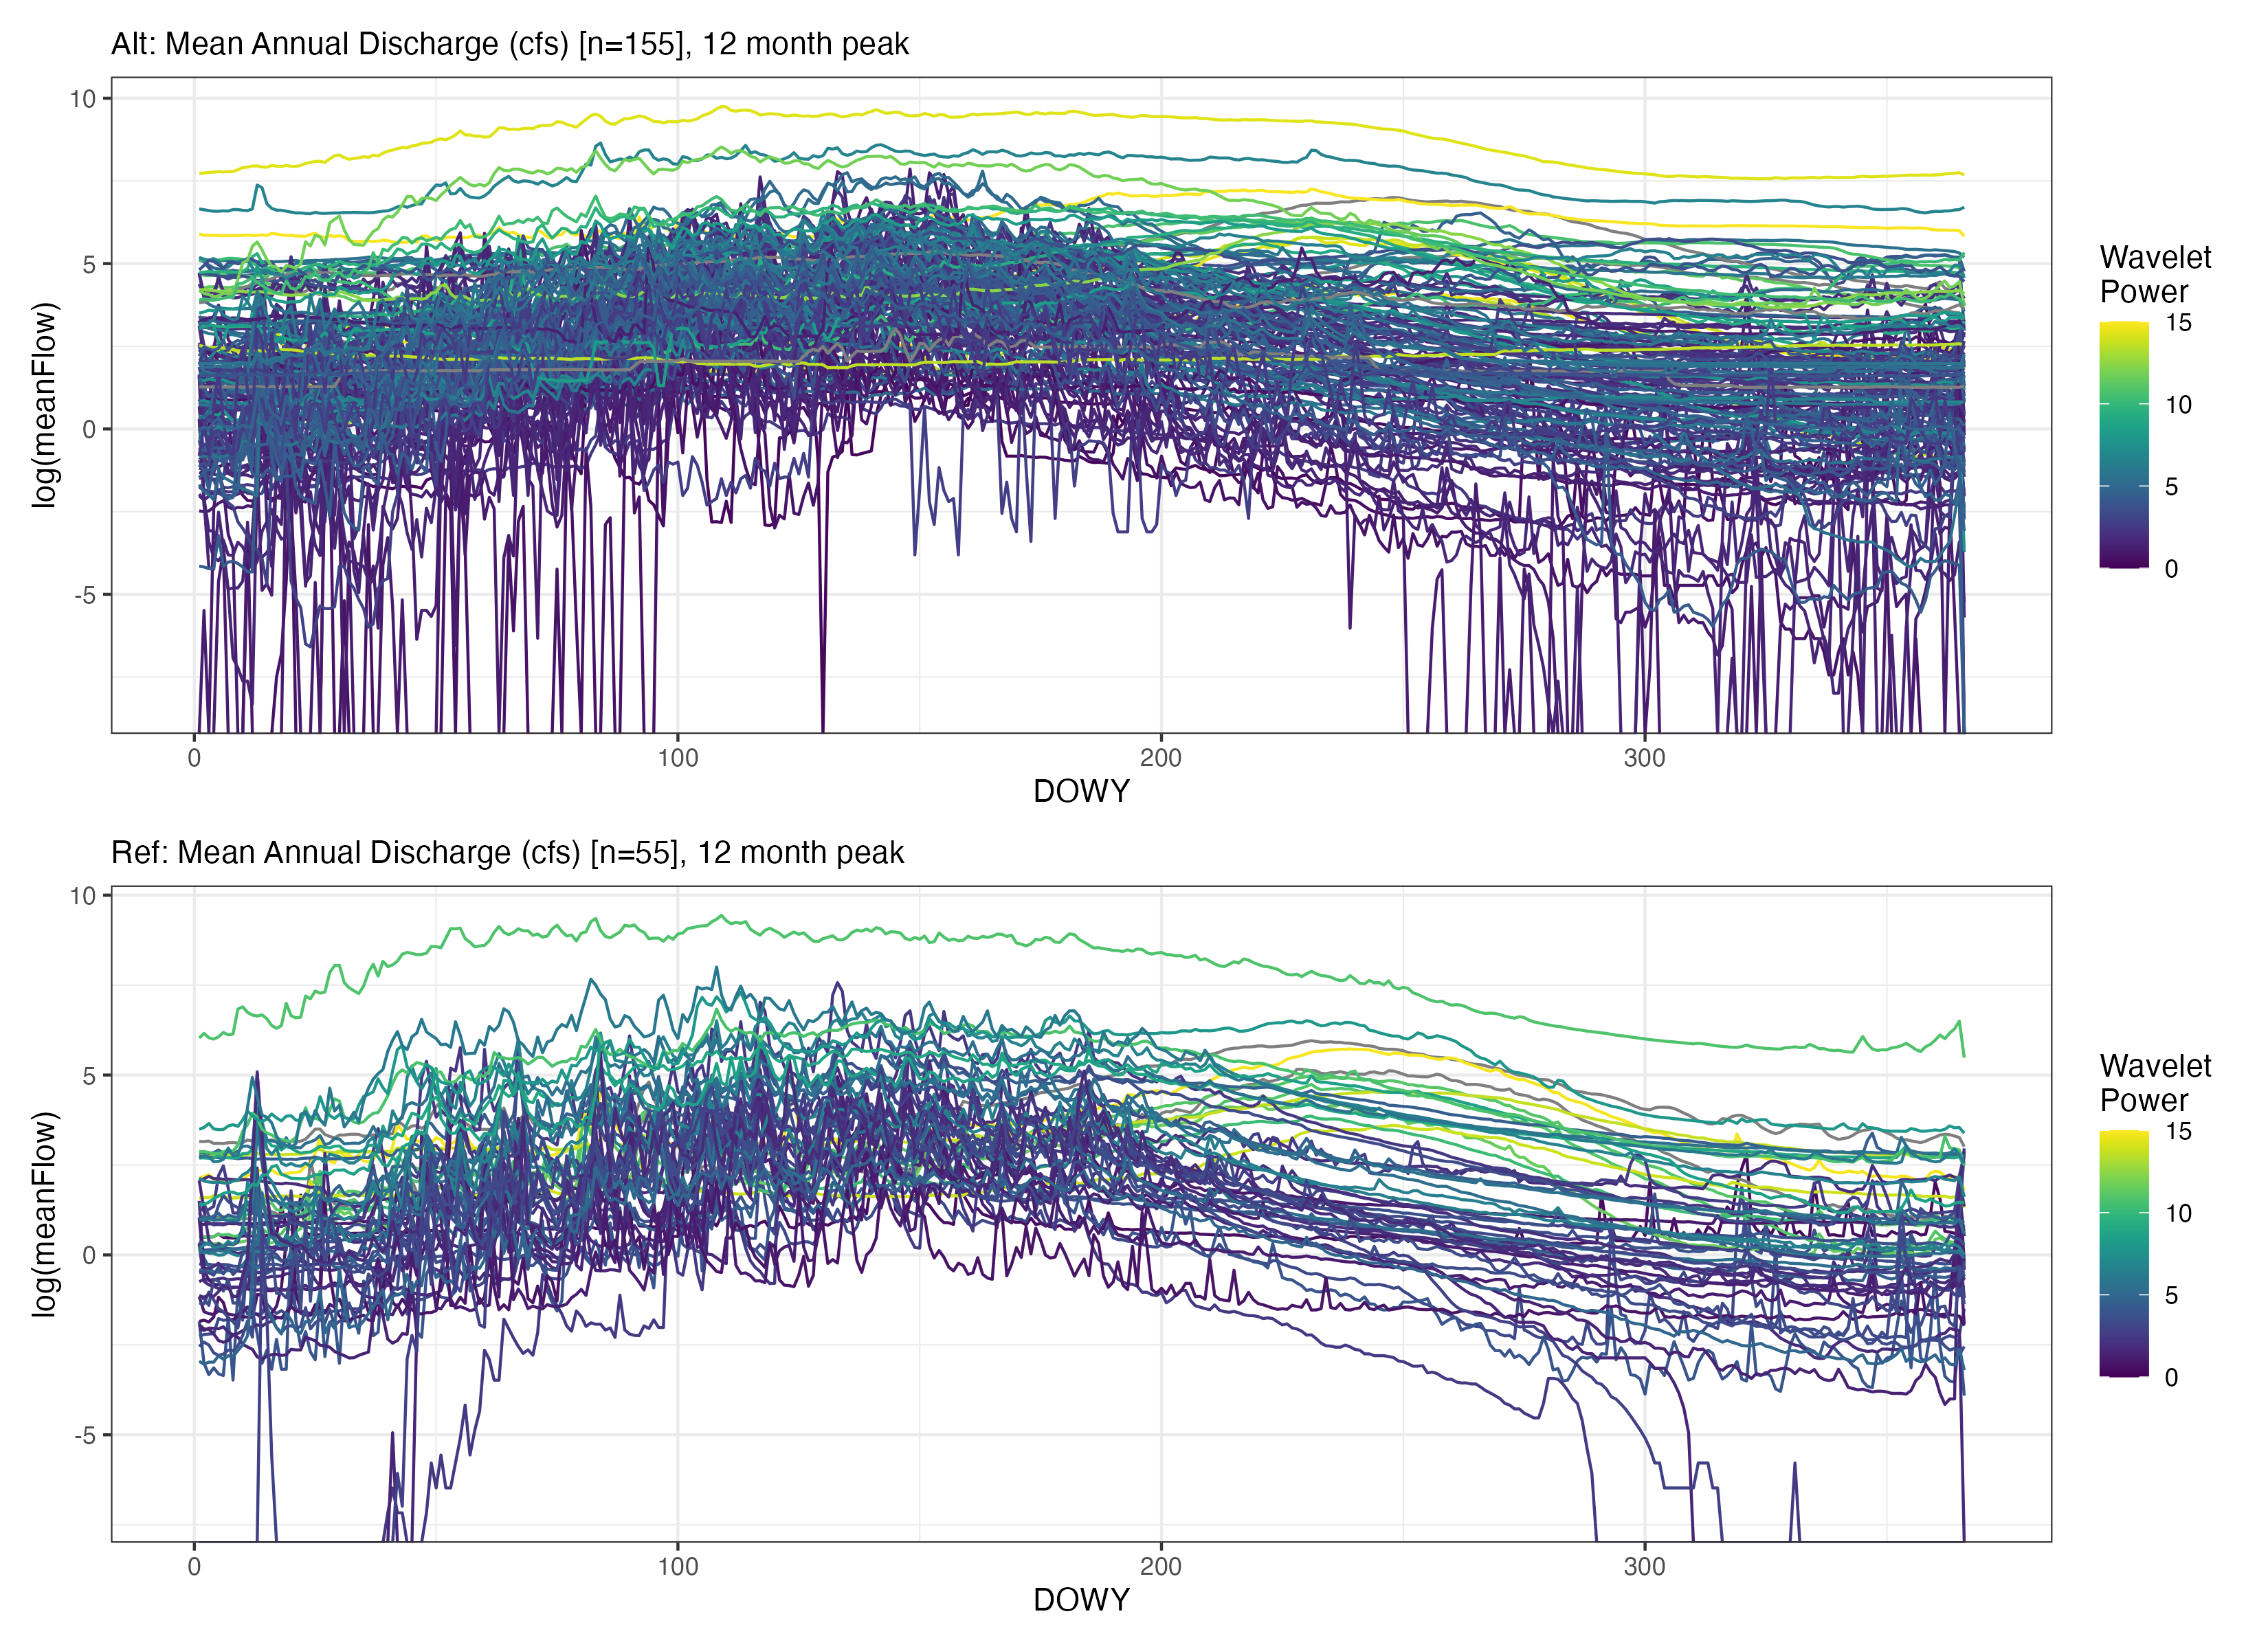 Alt: Mean Annual Discharge (cfs) [n=155], 12 month peak
10
5
0
-5
log(meanFlow)
0 100 200 300
DOWY
Wavelet
Power
15
10
5
0
Ref: Mean Annual Discharge (cfs) [n=55], 12 month peak
10
5
0
-5
log(meanFlow)
0 100 200 300
DOWY
Wavelet
Power
15
10
5
0